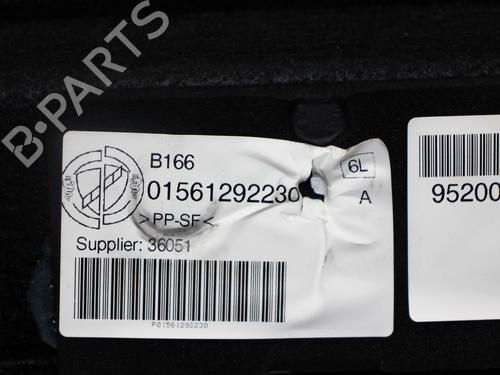 B·PARTS
B166
01561292230
6L
A
>PP-SF<
Supplier: 36051
P01561292230
95200